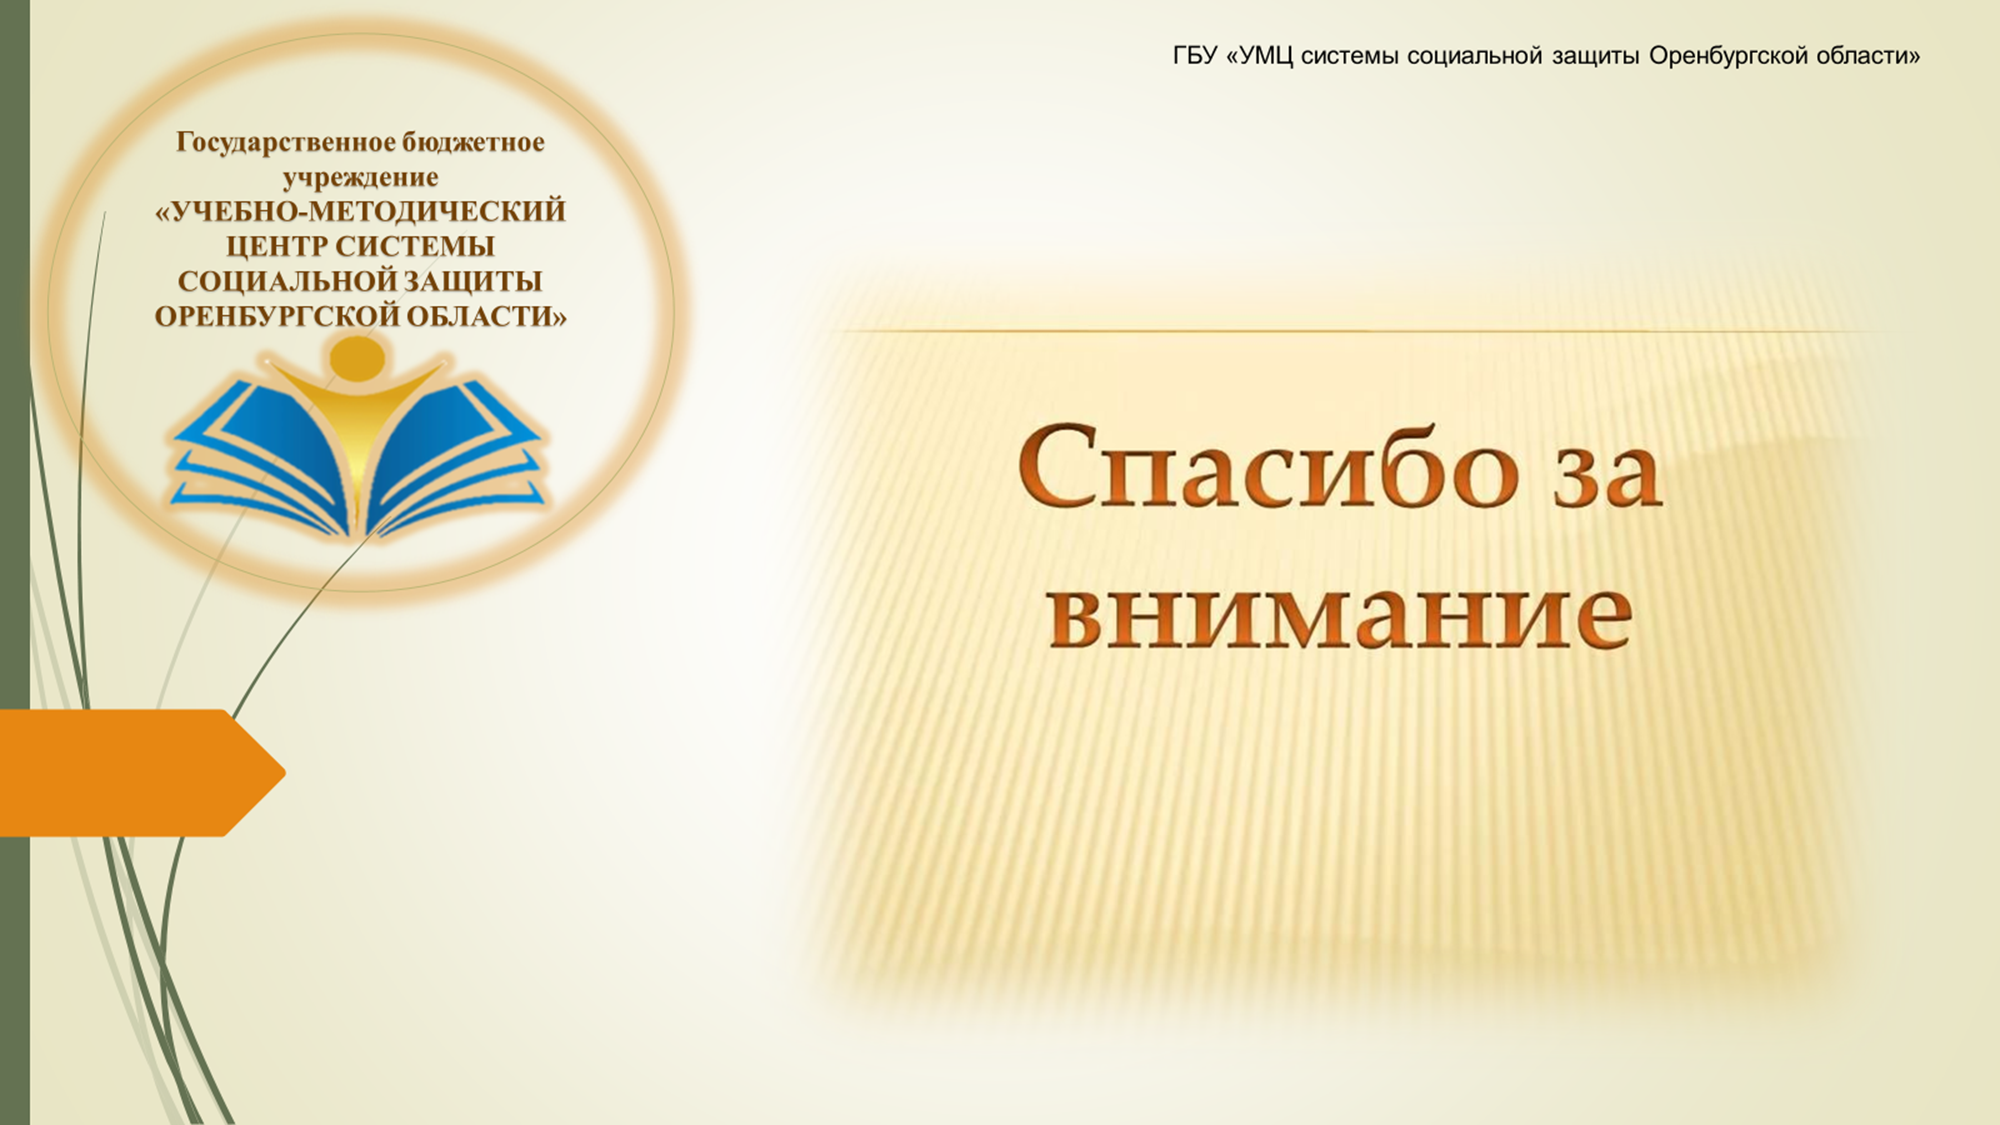 ГБУ «УМЦ системы социальной защиты Оренбургской области»
Государственное бюджетное
учреждение
«УЧЕБНО-МЕТОДИЧЕСКИЙ
ЦЕНТР СИСТЕМЫ
СОЦИАЛЬНОЙ ЗАЩИТЫ
ОРЕНБУРГСКОЙ ОБЛАСТИ»
Спасибо за
внимание